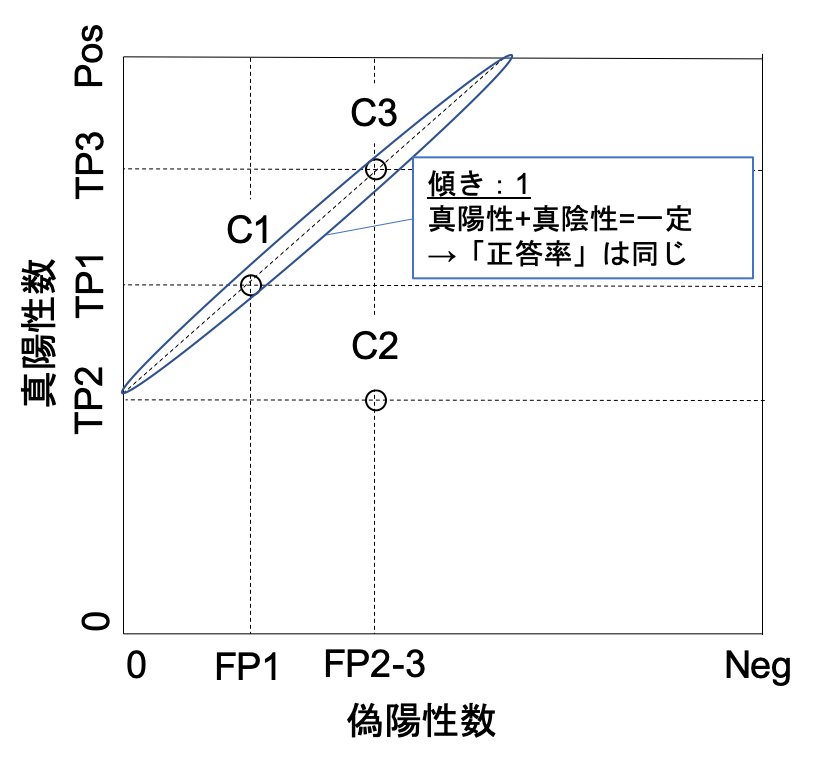 Pos
TP3
TP1
TP2
0
真陽性数
C3
C1
C2
傾き：1
真陽性+真陰性=一定
→「正答率」は同じ
0
FP1
FP2-3
Neg
偽陽性数